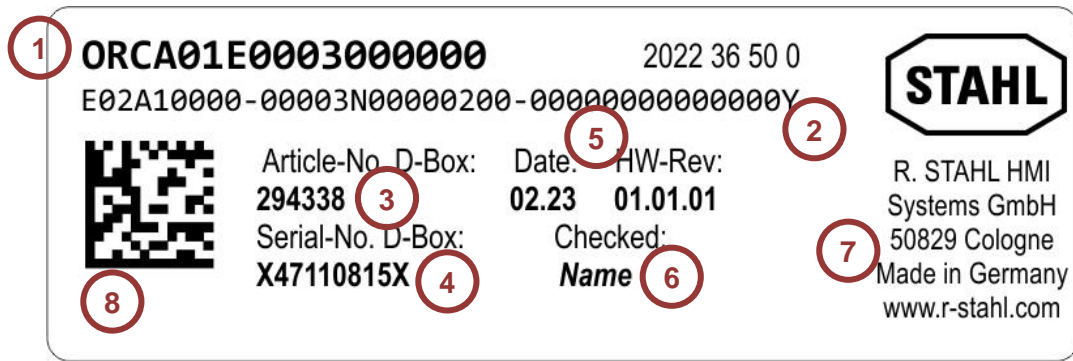 1 ORCA01E0003000000 2022 36 50 0
E02A10000-00003N00000200-00000000000000Y
2
STAHL
Article-No. D-Box: Date: 5 HW-Rev:
294338 3 02.23 01.01.01
Serial-No. D-Box: Checked:
X47110815X 4 Name 6
8
R. STAHL HMI
Systems GmbH
7 50829 Cologne
Made in Germany
www.r-stahl.com